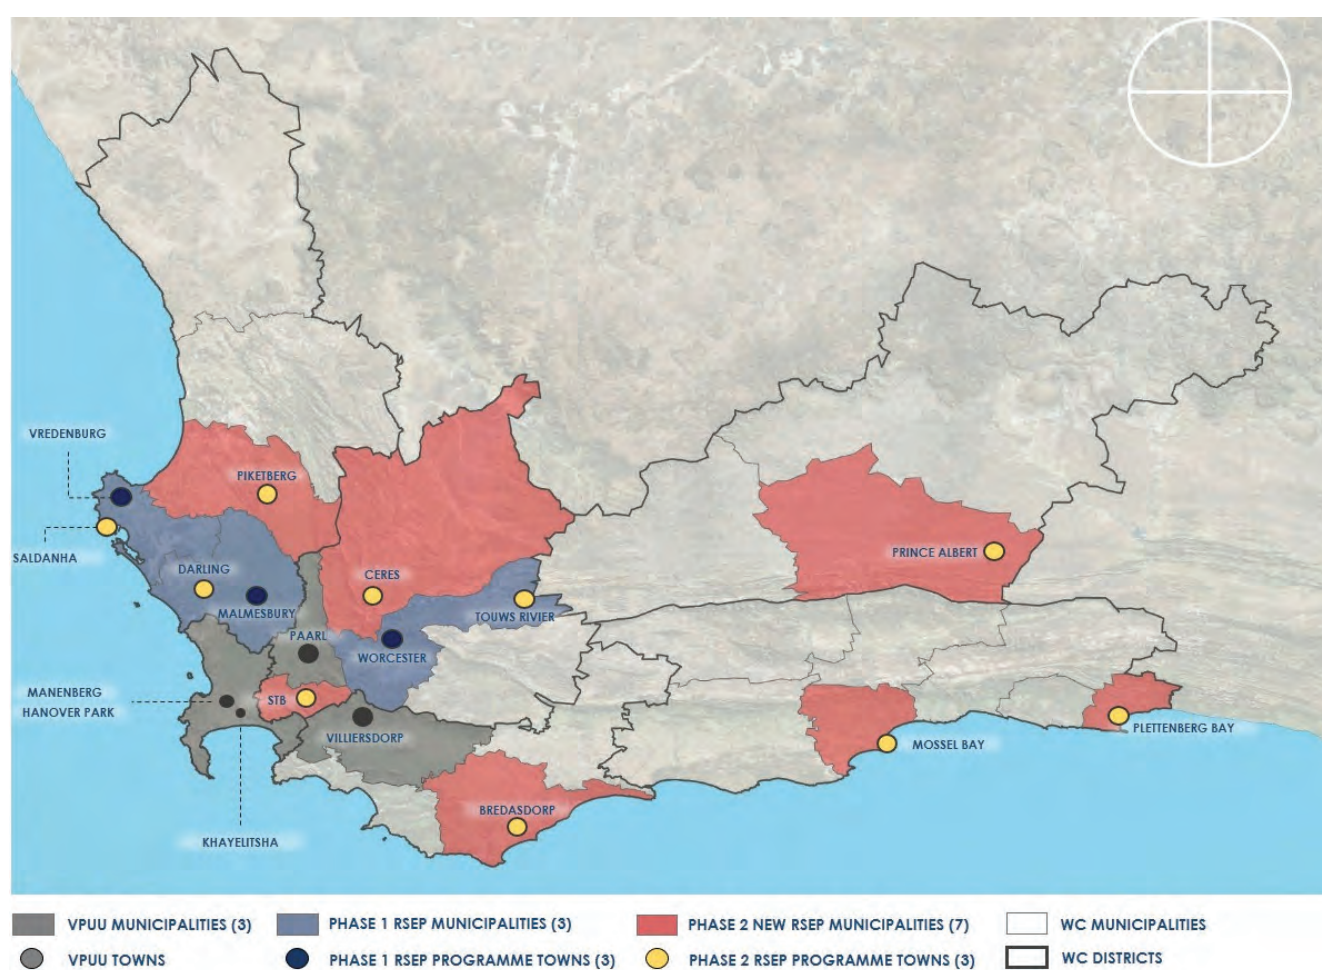 VREDENBURG
PIKETBERG
SALDANHA
DARLING
MALMESBURY
CERES
TOUWS RIVIER
PRINCE ALBERT
PAARL
WORCESTER
MANENBERG
HANOVER PARK
STB
VILLIERSDORP
PLETTENBERG BAY
MOSSEL BAY
BREDASDORP
KHAYELITSHA
VPUU MUNICIPALITIES (3)
PHASE 1 RSEP MUNICIPALITIES (3)
PHASE 2 NEW RSEP MUNICIPALITIES (7)
WC MUNICIPALITIES
VPUU TOWNS
PHASE 1 RSEP PROGRAMME TOWNS (3)
PHASE 2 RSEP PROGRAMME TOWNS (3)
WC DISTRICTS